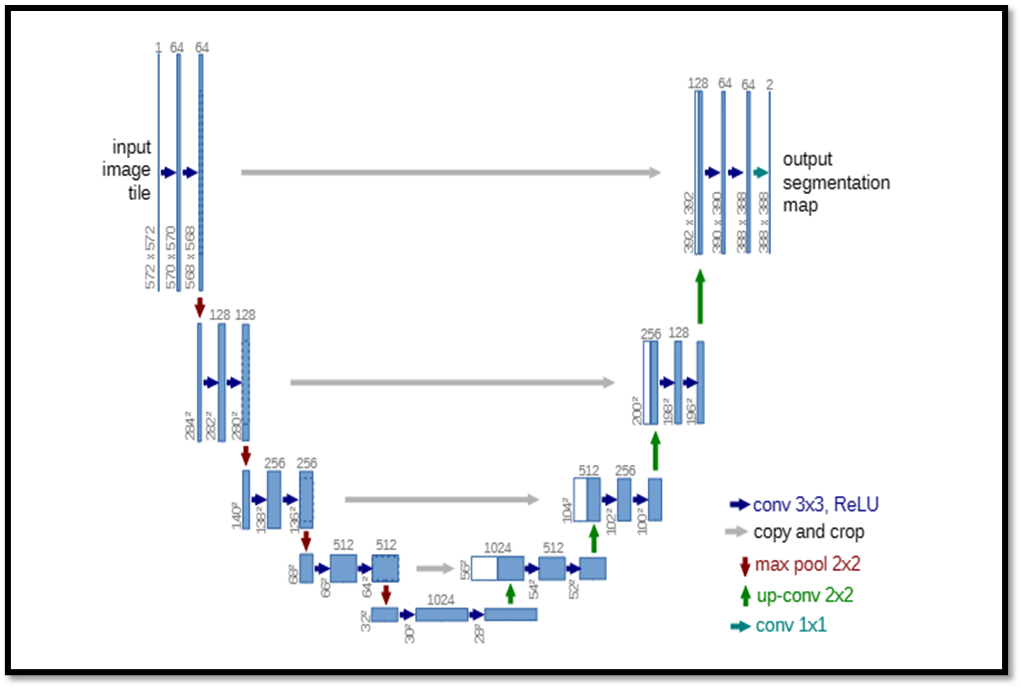 1 64 64
128 64 64 2
input
image
tile
output
segmentation
map
572 x 572
570 x 570
568 x 568
392 x 392
390 x 390
388 x 388
388 x 388
128 128
256 128
284²
282²
280²
200²
198²
196²
256 256
512 256
140²
138²
136²
104²
102²
100²
512 512
1024 512
68²
66²
64²
56²
54²
52²
1024
32²
30²
28²
conv 3x3, ReLU
copy and crop
max pool 2x2
up-conv 2x2
conv 1x1